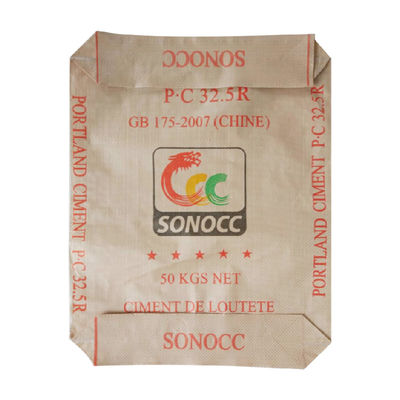 SONOCC
P·C 32.5R
GB 175-2007 (CHINE)
PORTLAND CIMENT P·C 32.5R
PORTLAND CIMENT P·C 32.5R
CCC
SONOCC
★ ★ ★ ★ ★
50 KGS NET
CIMENT DE LOUTETE
SONOCC